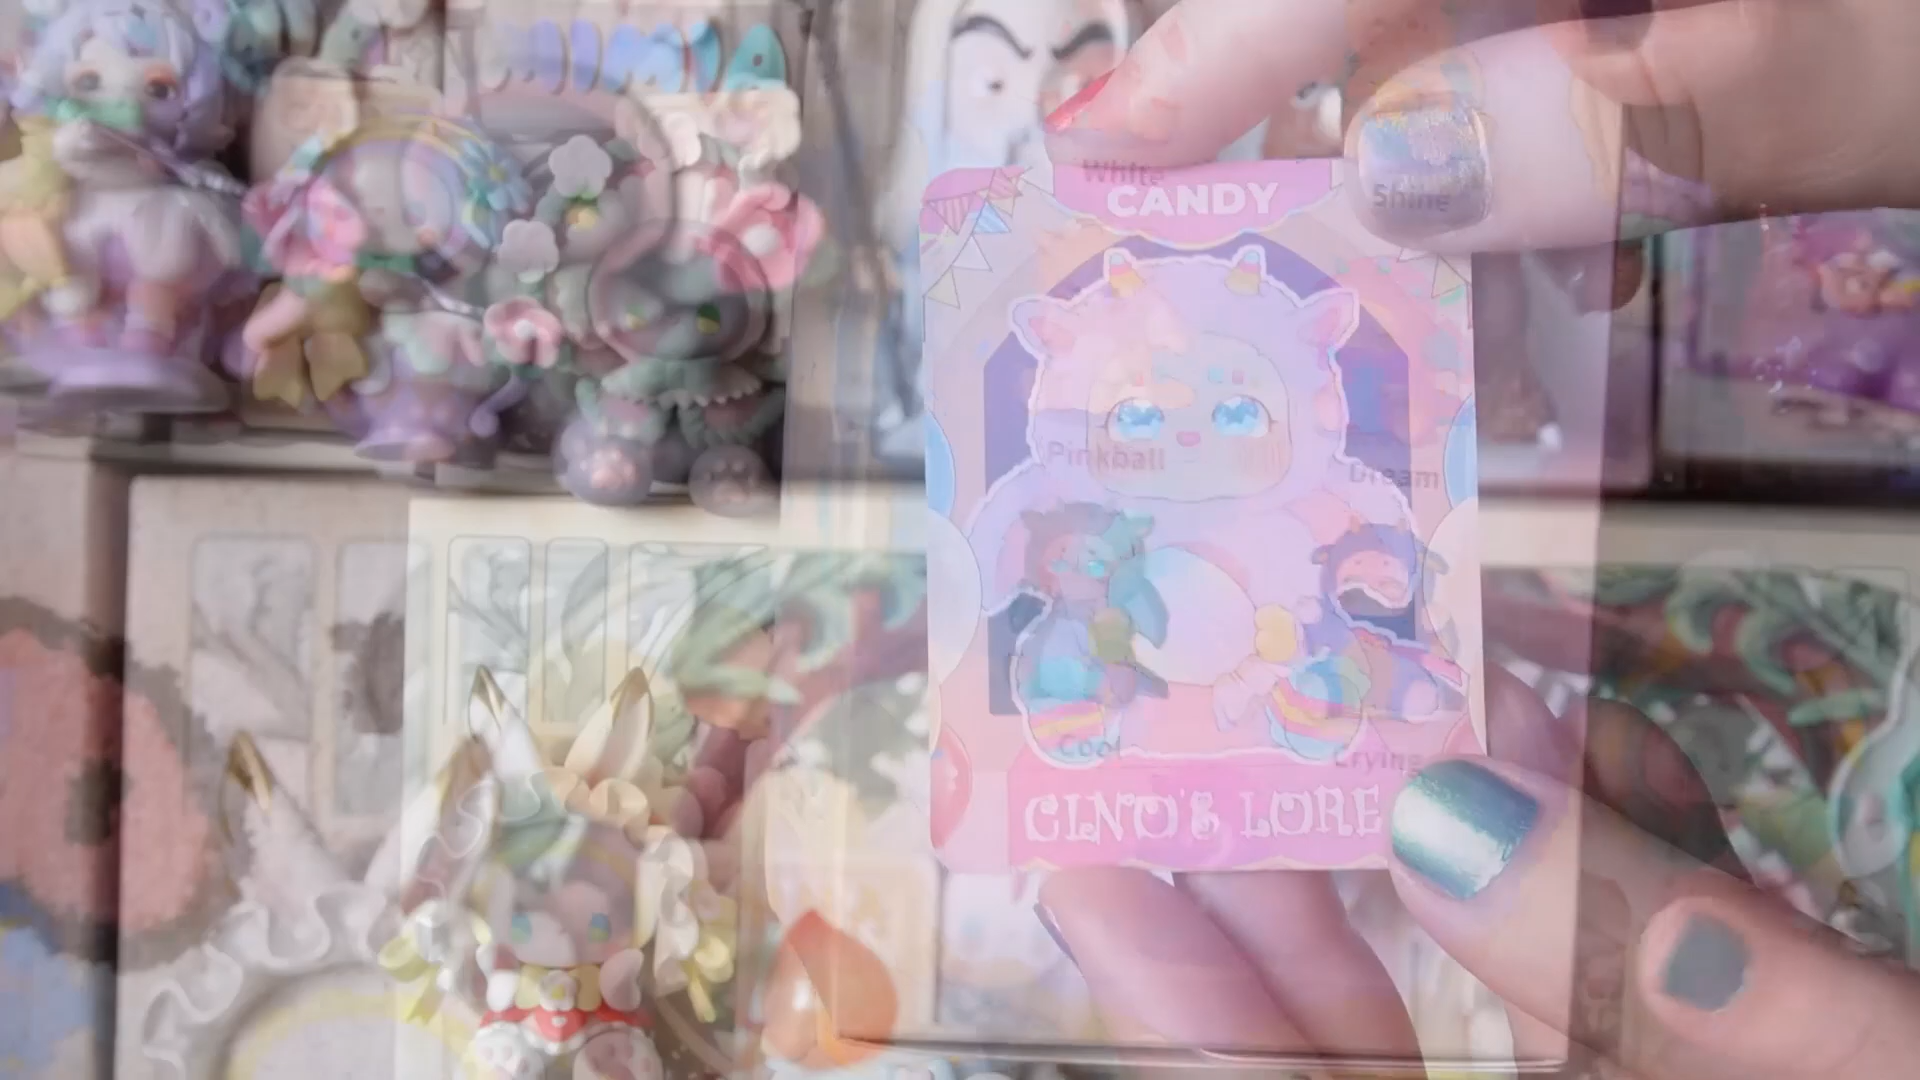 White
CANDY
Shine
Pinkball
Dream
Cool
Crying
CINO'S LORE